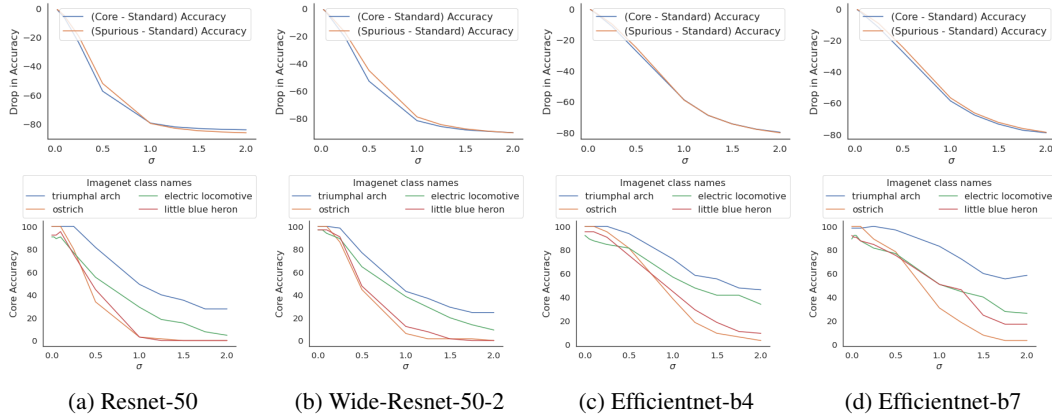 0
−20
−40
−60
−80
Drop in Accuracy
(Core - Standard) Accuracy
(Spurious - Standard) Accuracy
0.0 0.5 1.0 1.5 2.0
σ
0
−20
−40
−60
−80
Drop in Accuracy
(Core - Standard) Accuracy
(Spurious - Standard) Accuracy
0.0 0.5 1.0 1.5 2.0
σ
0
−20
−40
−60
−80
Drop in Accuracy
(Core - Standard) Accuracy
(Spurious - Standard) Accuracy
0.0 0.5 1.0 1.5 2.0
σ
0
−20
−40
−60
−80
Drop in Accuracy
(Core - Standard) Accuracy
(Spurious - Standard) Accuracy
0.0 0.5 1.0 1.5 2.0
σ
Imagenet class names
triumphal arch electric locomotive
ostrich little blue heron
100
80
60
40
20
0
Core Accuracy
0.0 0.5 1.0 1.5 2.0
σ
Imagenet class names
triumphal arch electric locomotive
ostrich little blue heron
100
80
60
40
20
0
Core Accuracy
0.0 0.5 1.0 1.5 2.0
σ
Imagenet class names
triumphal arch electric locomotive
ostrich little blue heron
100
80
60
40
20
0
Core Accuracy
0.0 0.5 1.0 1.5 2.0
σ
Imagenet class names
triumphal arch electric locomotive
ostrich little blue heron
100
80
60
40
20
0
Core Accuracy
0.0 0.5 1.0 1.5 2.0
σ
(a) Resnet-50
(b) Wide-Resnet-50-2
(c) Efficientnet-b4
(d) Efficientnet-b7